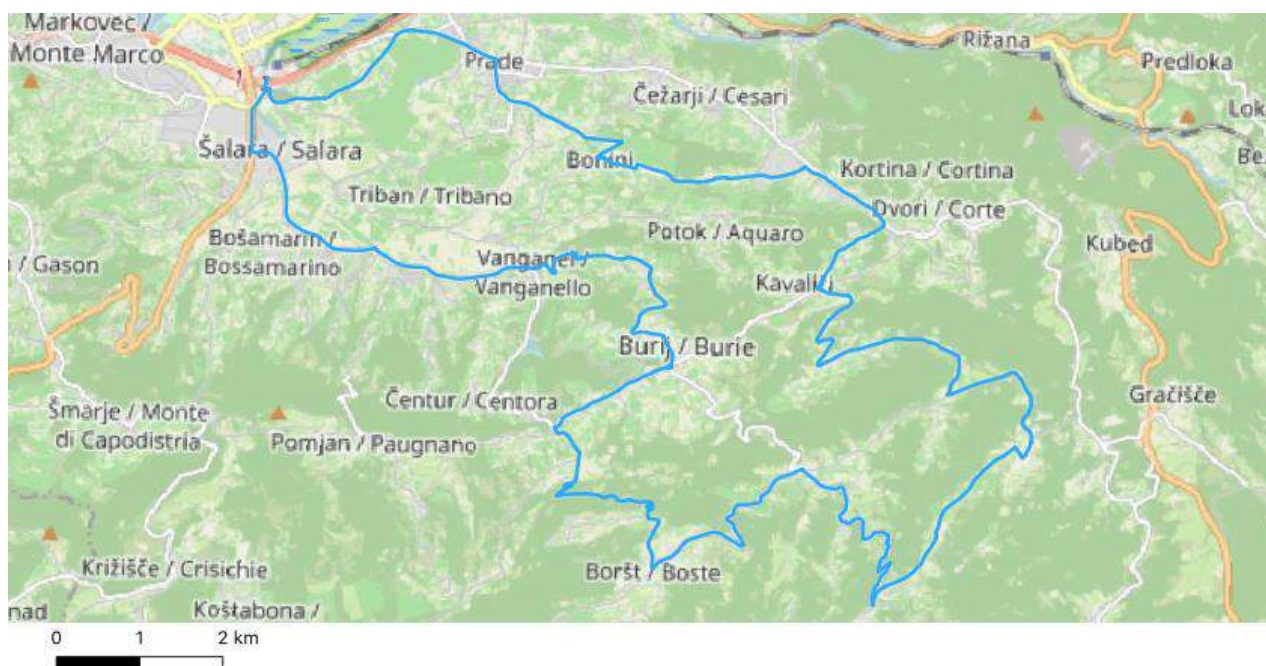 Markovec /
Monte Marco
Rižana
Predloka
Prade
Čežarji / Cesari
Lok
1
Šalara / Salara
Bonini
Be
Kortina / Cortina
Triban / Tribano
Dvori / Corte
Bošamarin /
Bossamarino
Potok / Aquaro
Kubed
/ Gason
Vanganel /
Vanganello
Kavaliči
Burij / Burie
Čentur / Centora
Gračišče
Šmarje / Monte
di Capodistria
Pomjan / Paugnano
Boršt / Boste
Križišče / Crisichie
nad
Koštabona /
0 1 2 km